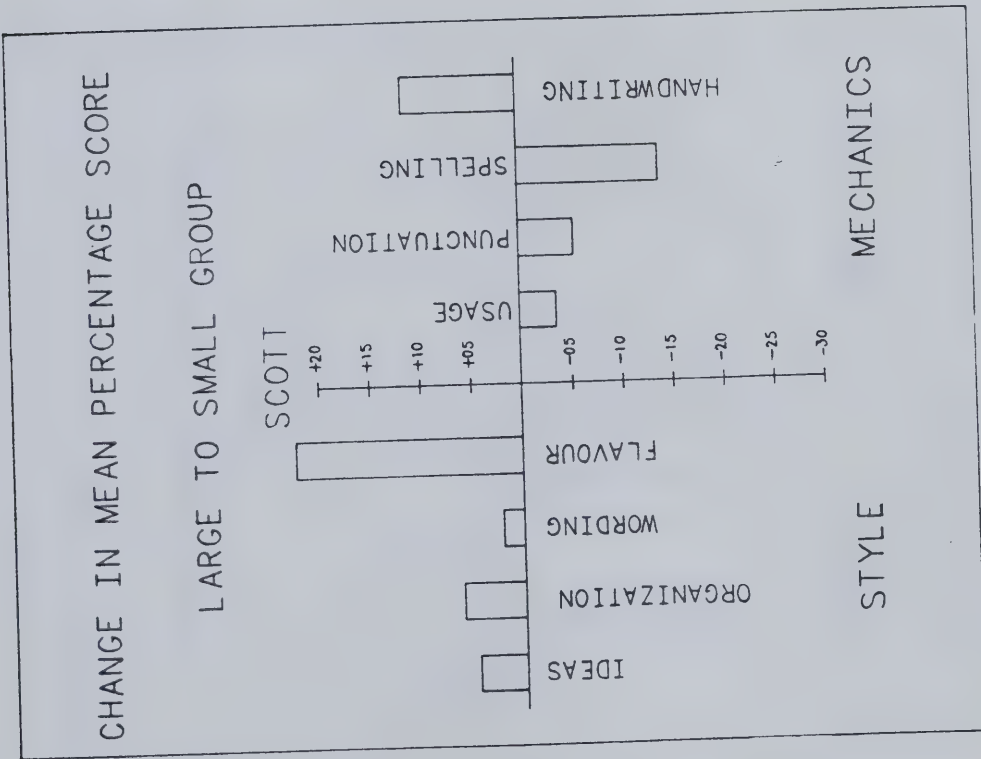 CHANGE IN MEAN PERCENTAGE SCORE
LARGE TO SMALL GROUP
SCOTT
+20
+15
+10
+05
-05
-10
-15
-20
-25
-30
IDEAS
ORGANIZATION
WORDING
FLAVOUR
USAGE
PUNCTUATION
SPELLING
HANDWRITING
STYLE
MECHANICS